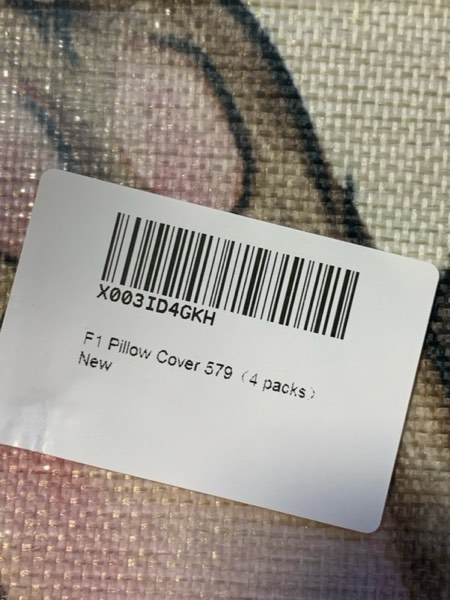 X003ID4GKH
F1 Pillow Cover 579（4 packs）
New